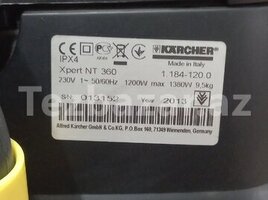 KÄRCHER
IPX4
Made in Italy
Xpert NT 360
1.184-120.0
230V 1~ 50/60Hz 1200W max 1380W 9,5kg
SN. 013152 Year 2013
Alfred Kärcher GmbH & Co.KG, P.O.Box 160, 71349 Winnenden, Germany